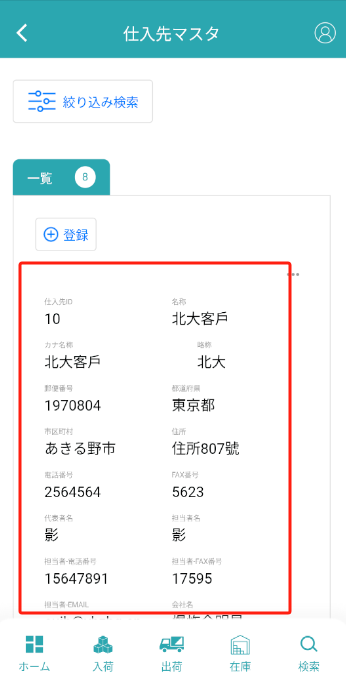 仕入先マスタ
絞り込み検索
一覧 8
登録
仕入先ID 名称
10 北大客戶
カナ名称 略称
北大客戶 北大
郵便番号 都道府県
1970804 東京都
市区町村 住所
あきる野市 住所807號
電話番号 FAX番号
2564564 5623
代表者名 担当者名
影 影
担当者-電話番号 担当者-FAX番号
15647891 17595
担当者-EMAIL 会社名
ホーム 入荷 出荷 在庫 検索